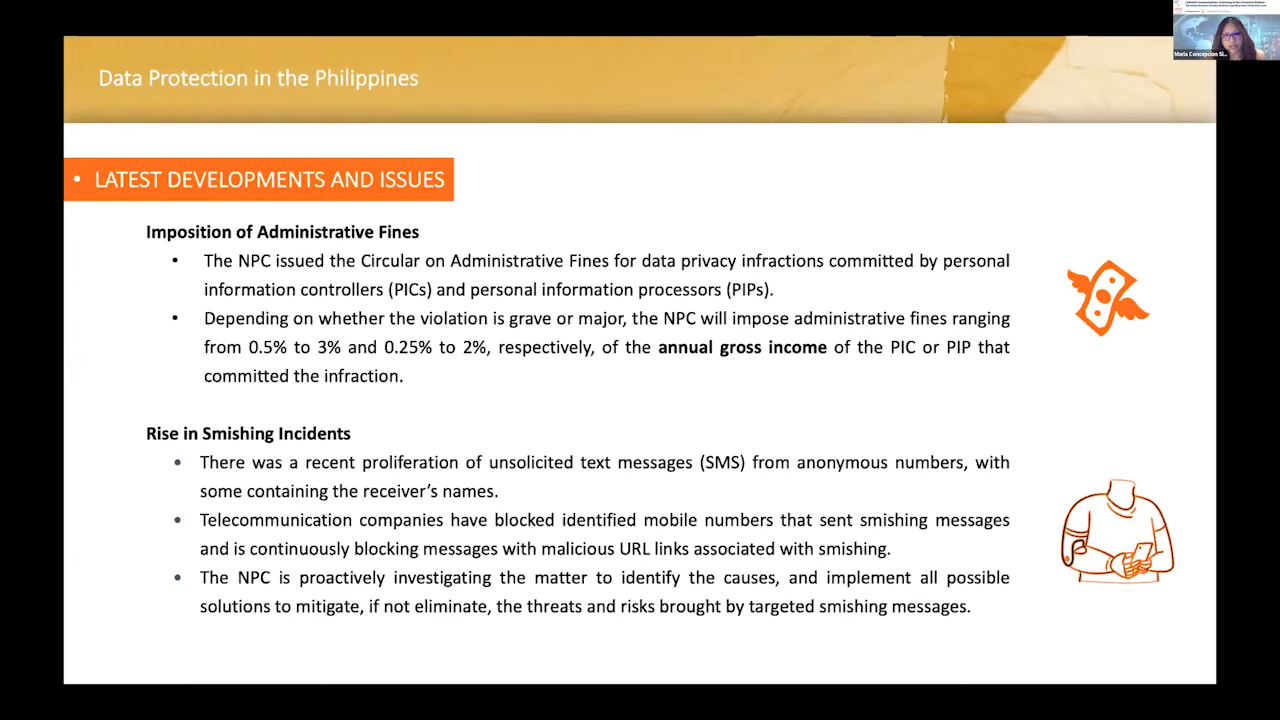 Data Protection in the Philippines
Maria Concepcion Si...
• LATEST DEVELOPMENTS AND ISSUES
Imposition of Administrative Fines
• The NPC issued the Circular on Administrative Fines for data privacy infractions committed by personal
information controllers (PICs) and personal information processors (PIPs).
• Depending on whether the violation is grave or major, the NPC will impose administrative fines ranging
from 0.5% to 3% and 0.25% to 2%, respectively, of the annual gross income of the PIC or PIP that
committed the infraction.
Rise in Smishing Incidents
• There was a recent proliferation of unsolicited text messages (SMS) from anonymous numbers, with
some containing the receiver’s names.
• Telecommunication companies have blocked identified mobile numbers that sent smishing messages
and is continuously blocking messages with malicious URL links associated with smishing.
• The NPC is proactively investigating the matter to identify the causes, and implement all possible
solutions to mitigate, if not eliminate, the threats and risks brought by targeted smishing messages.